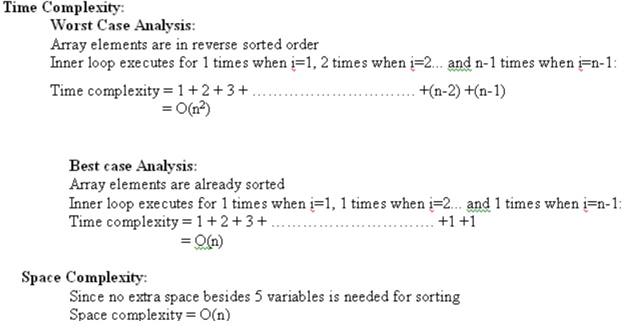 Time Complexity:
Worst Case Analysis:
Array elements are in reverse sorted order
Inner loop executes for 1 times when i=1, 2 times when i=2... and n-1 times when i=n-1:
Time complexity = 1 + 2 + 3 + ................................... +(n-2) +(n-1)
= O(n²)
Best case Analysis:
Array elements are already sorted
Inner loop executes for 1 times when i=1, 1 times when i=2... and 1 times when i=n-1:
Time complexity = 1 + 2 + 3 + ................................... +1 +1
= O(n)
Space Complexity:
Since no extra space besides 5 variables is needed for sorting
Space complexity = O(n)